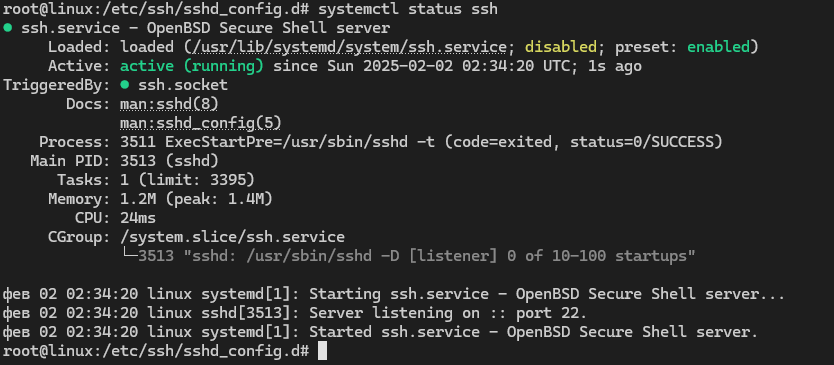 root@linux:/etc/ssh/sshd_config.d# systemctl status ssh
● ssh.service - OpenBSD Secure Shell server
     Loaded: loaded (/usr/lib/systemd/system/ssh.service; disabled; preset: enabled)
     Active: active (running) since Sun 2025-02-02 02:34:20 UTC; 1s ago
TriggeredBy: ● ssh.socket
       Docs: man:sshd(8)
             man:sshd_config(5)
    Process: 3511 ExecStartPre=/usr/sbin/sshd -t (code=exited, status=0/SUCCESS)
   Main PID: 3513 (sshd)
      Tasks: 1 (limit: 3395)
     Memory: 1.2M (peak: 1.4M)
        CPU: 24ms
     CGroup: /system.slice/ssh.service
             └─3513 "sshd: /usr/sbin/sshd -D [listener] 0 of 10-100 startups"

фев 02 02:34:20 linux systemd[1]: Starting ssh.service - OpenBSD Secure Shell server...
фев 02 02:34:20 linux sshd[3513]: Server listening on :: port 22.
фев 02 02:34:20 linux systemd[1]: Started ssh.service - OpenBSD Secure Shell server.
root@linux:/etc/ssh/sshd_config.d#